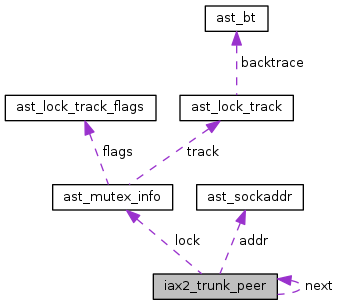 ast_bt
backtrace
ast_lock_track_flags
ast_lock_track
flags
track
ast_mutex_info
ast_sockaddr
lock
addr
iax2_trunk_peer
next